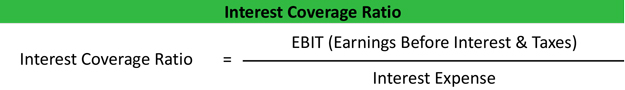 Interest Coverage Ratio
EBIT (Earnings Before Interest & Taxes)
Interest Coverage Ratio =
Interest Expense